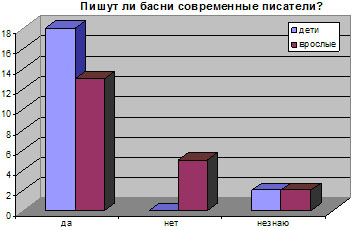 Пишут ли басни современные писатели?
дети
врослые
18
16
14
12
10
8
6
4
2
0
да нет незнаю